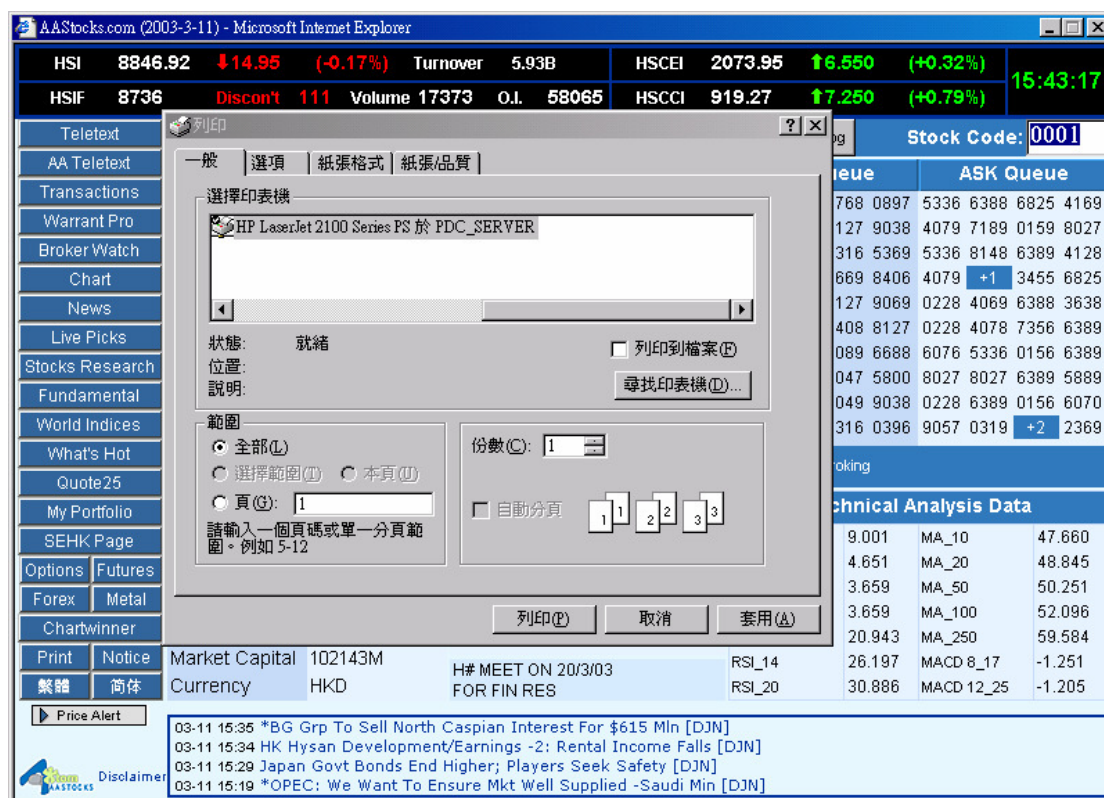 AAStocks.com (2003-3-11) - Microsoft Internet Explorer
HSI 8846.92 ⬇14.95 (-0.17%) Turnover 5.93B HSCEI 2073.95 ⬆6.550 (+0.32%)
15:43:17
HSIF 8736 Discon't 111 Volume 17373 O.I. 58065 HSCCI 919.27 ⬆7.250 (+0.79%)
Teletext
AA Teletext
Transactions
Warrant Pro
Broker Watch
Chart
News
Live Picks
Stocks Research
Fundamental
World Indices
What's Hot
Quote25
My Portfolio
SEHK Page
Options Futures
Forex Metal
Chartwinner
Print Notice
繁體 简体
Price Alert
AASTOCKS Disclaimer
列印
一般 選項 紙張格式 紙張/品質
選擇印表機
HP LaserJet 2100 Series PS 於 PDC_SERVER
狀態: 就緒
位置:
說明:
列印到檔案(F)
尋找印表機(D)...
範圍
全部(L)
選擇範圍(T) 本頁(U)
頁(G): 1
請輸入一個頁碼或單一分頁範
圍。例如 5-12
份數(C): 1
自動分頁
1 1 2 2 3 3
列印(P) 取消 套用(A)
Stock Code: 0001
ASK Queue
768 0897 5336 6388 6825 4169
127 9038 4079 7189 0159 8027
316 5369 5336 8148 6389 4128
669 8406 4079 +1 3455 6825
127 9069 0228 4069 6388 3638
408 8127 0228 4078 7356 6389
089 6688 6076 5336 0156 6389
047 5800 8027 8027 6389 5889
049 9038 0228 6389 0156 6070
316 0396 9057 0319 +2 2369
oking
chnical Analysis Data
9.001 MA_10 47.660
4.651 MA_20 48.845
3.659 MA_50 50.251
3.659 MA_100 52.096
20.943 MA_250 59.584
RSI_14 26.197 MACD 8_17 -1.251
RSI_20 30.886 MACD 12_25 -1.205
Market Capital 102143M
Currency HKD
H# MEET ON 20/3/03
FOR FIN RES
03-11 15:35 *BG Grp To Sell North Caspian Interest For $615 Mln [DJN]
03-11 15:34 HK Hysan Development/Earnings -2: Rental Income Falls [DJN]
03-11 15:29 Japan Govt Bonds End Higher; Players Seek Safety [DJN]
03-11 15:19 *OPEC: We Want To Ensure Mkt Well Supplied -Saudi Min [DJN]